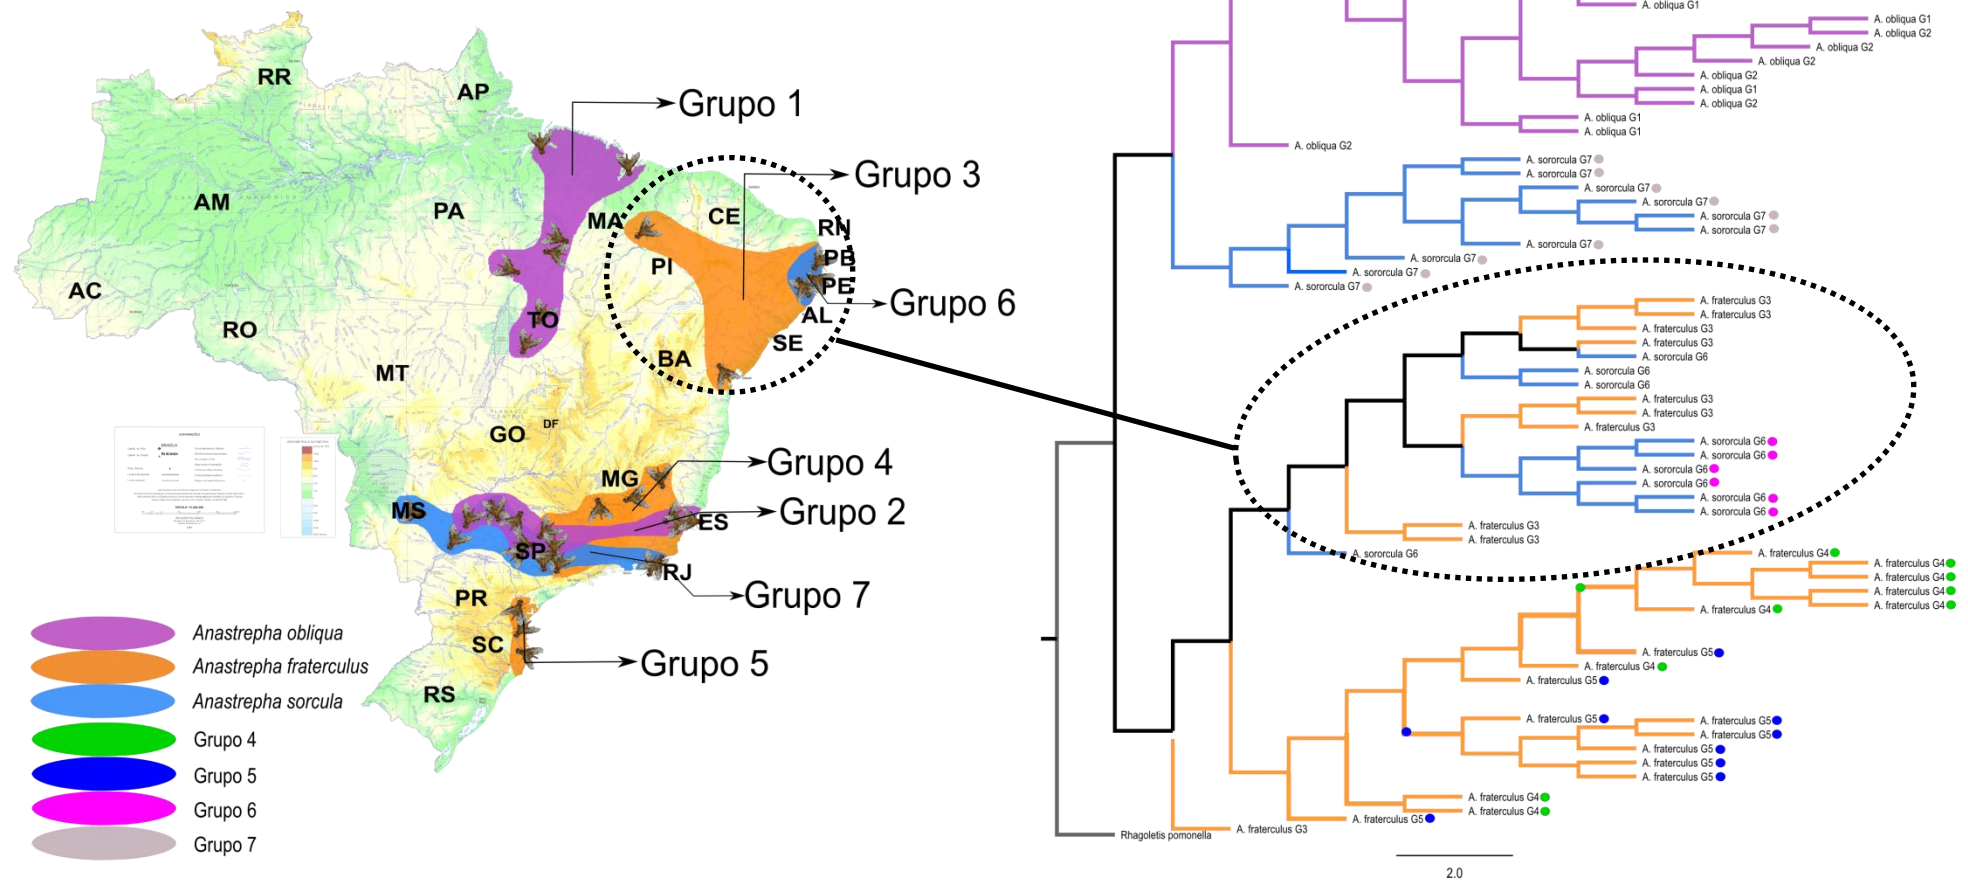 RR
AP
Grupo 1
Grupo 3
AM
PA
MA
CE
RN
PB
PI
PE
Grupo 6
AL
AC
TO
SE
RO
BA
MT
DF
GO
Grupo 4
MG
MS
Grupo 2
ES
SP
RJ
Grupo 7
PR
SC
Grupo 5
RS
Anastrepha obliqua
Anastrepha fraterculus
Anastrepha sorcula
Grupo 4
Grupo 5
Grupo 6
Grupo 7
A. obliqua G1
A. obliqua G1
A. obliqua G2
A. obliqua G2
A. obliqua G2
A. obliqua G2
A. obliqua G1
A. obliqua G2
A. obliqua G1
A. obliqua G1
A. obliqua G2
A. sororcula G7
A. sororcula G7
A. sororcula G7
A. sororcula G7
A. sororcula G7
A. sororcula G7
A. sororcula G7
A. sororcula G7
A. sororcula G7
A. sororcula G7
A. fraterculus G3
A. fraterculus G3
A. fraterculus G3
A. fraterculus G3
A. sororcula G6
A. sororcula G6
A. sororcula G6
A. fraterculus G3
A. fraterculus G3
A. fraterculus G3
A. sororcula G6
A. sororcula G6
A. sororcula G6
A. sororcula G6
A. sororcula G6
A. sororcula G6
A. fraterculus G3
A. fraterculus G3
A. sororcula G6
A. fraterculus G4
A. fraterculus G4
A. fraterculus G4
A. fraterculus G4
A. fraterculus G4
A. fraterculus G4
A. fraterculus G5
A. fraterculus G4
A. fraterculus G5
A. fraterculus G5
A. fraterculus G5
A. fraterculus G5
A. fraterculus G5
A. fraterculus G5
A. fraterculus G5
A. fraterculus G4
A. fraterculus G4
A. fraterculus G5
A. fraterculus G3
Rhagoletis pomonella
2.0